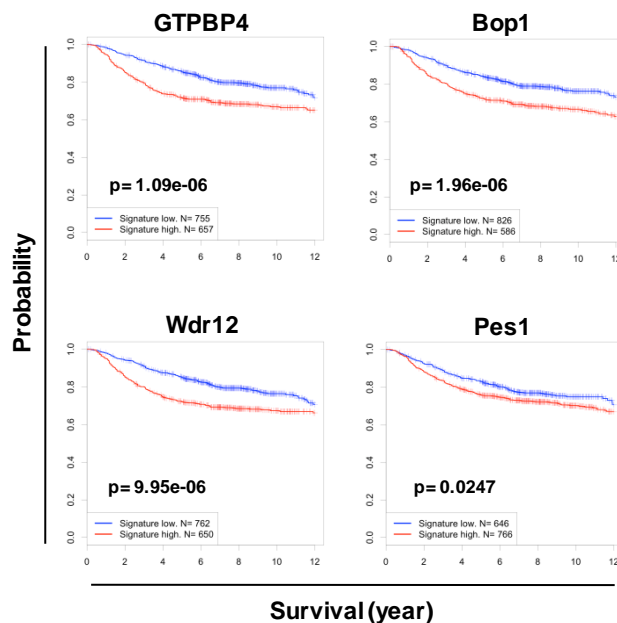 GTPBP4
1.0
0.8
0.6
0.4
0.2
0.0
p= 1.09e-06
Signature low. N= 755
Signature high. N= 657
0 2 4 6 8 10 12
Bop1
1.0
0.8
0.6
0.4
0.2
0.0
p= 1.96e-06
Signature low. N= 826
Signature high. N= 586
0 2 4 6 8 10 12
Probability
Wdr12
1.0
0.8
0.6
0.4
0.2
0.0
p= 9.95e-06
Signature low. N= 762
Signature high. N= 650
0 2 4 6 8 10 12
Pes1
1.0
0.8
0.6
0.4
0.2
0.0
p= 0.0247
Signature low. N= 646
Signature high. N= 766
0 2 4 6 8 10 12
Survival (year)